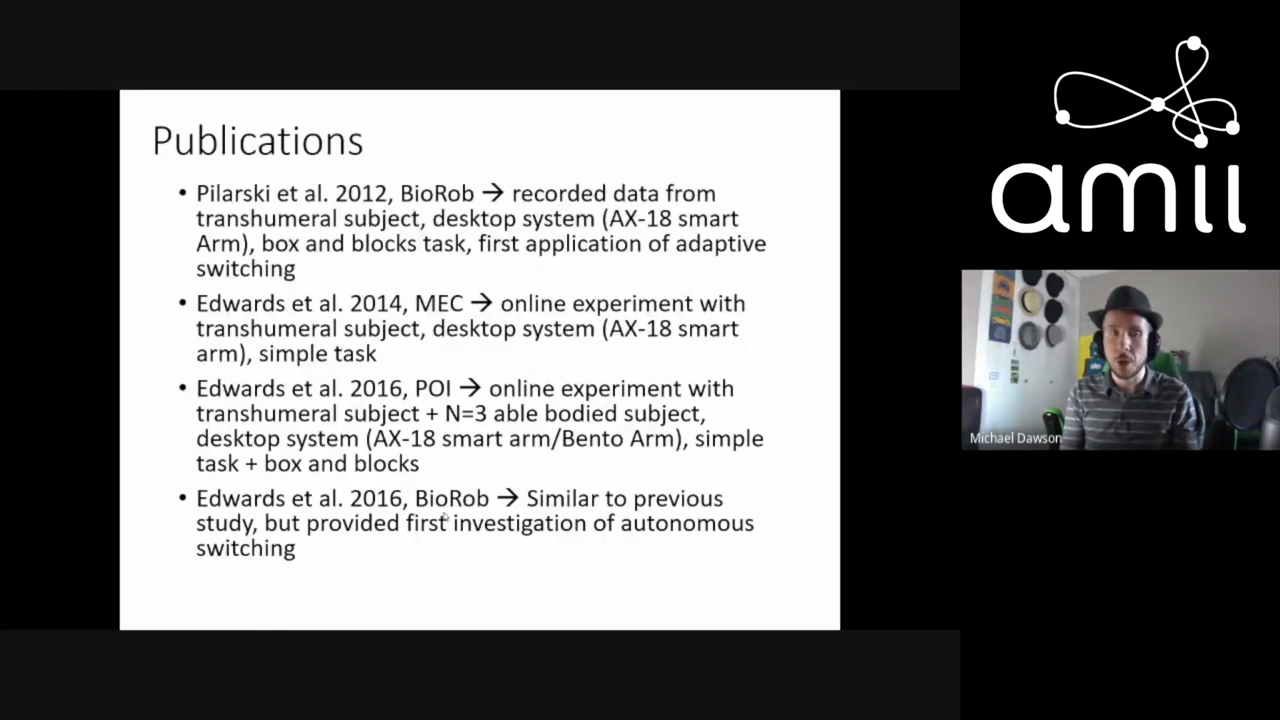 Publications
• Pilarski et al. 2012, BioRob → recorded data from
transhumeral subject, desktop system (AX-18 smart
Arm), box and blocks task, first application of adaptive
switching
• Edwards et al. 2014, MEC → online experiment with
transhumeral subject, desktop system (AX-18 smart
arm), simple task
• Edwards et al. 2016, POI → online experiment with
transhumeral subject + N=3 able bodied subject,
desktop system (AX-18 smart arm/Bento Arm), simple
task + box and blocks
• Edwards et al. 2016, BioRob → Similar to previous
study, but provided first investigation of autonomous
switching
amii
Michael Dawson